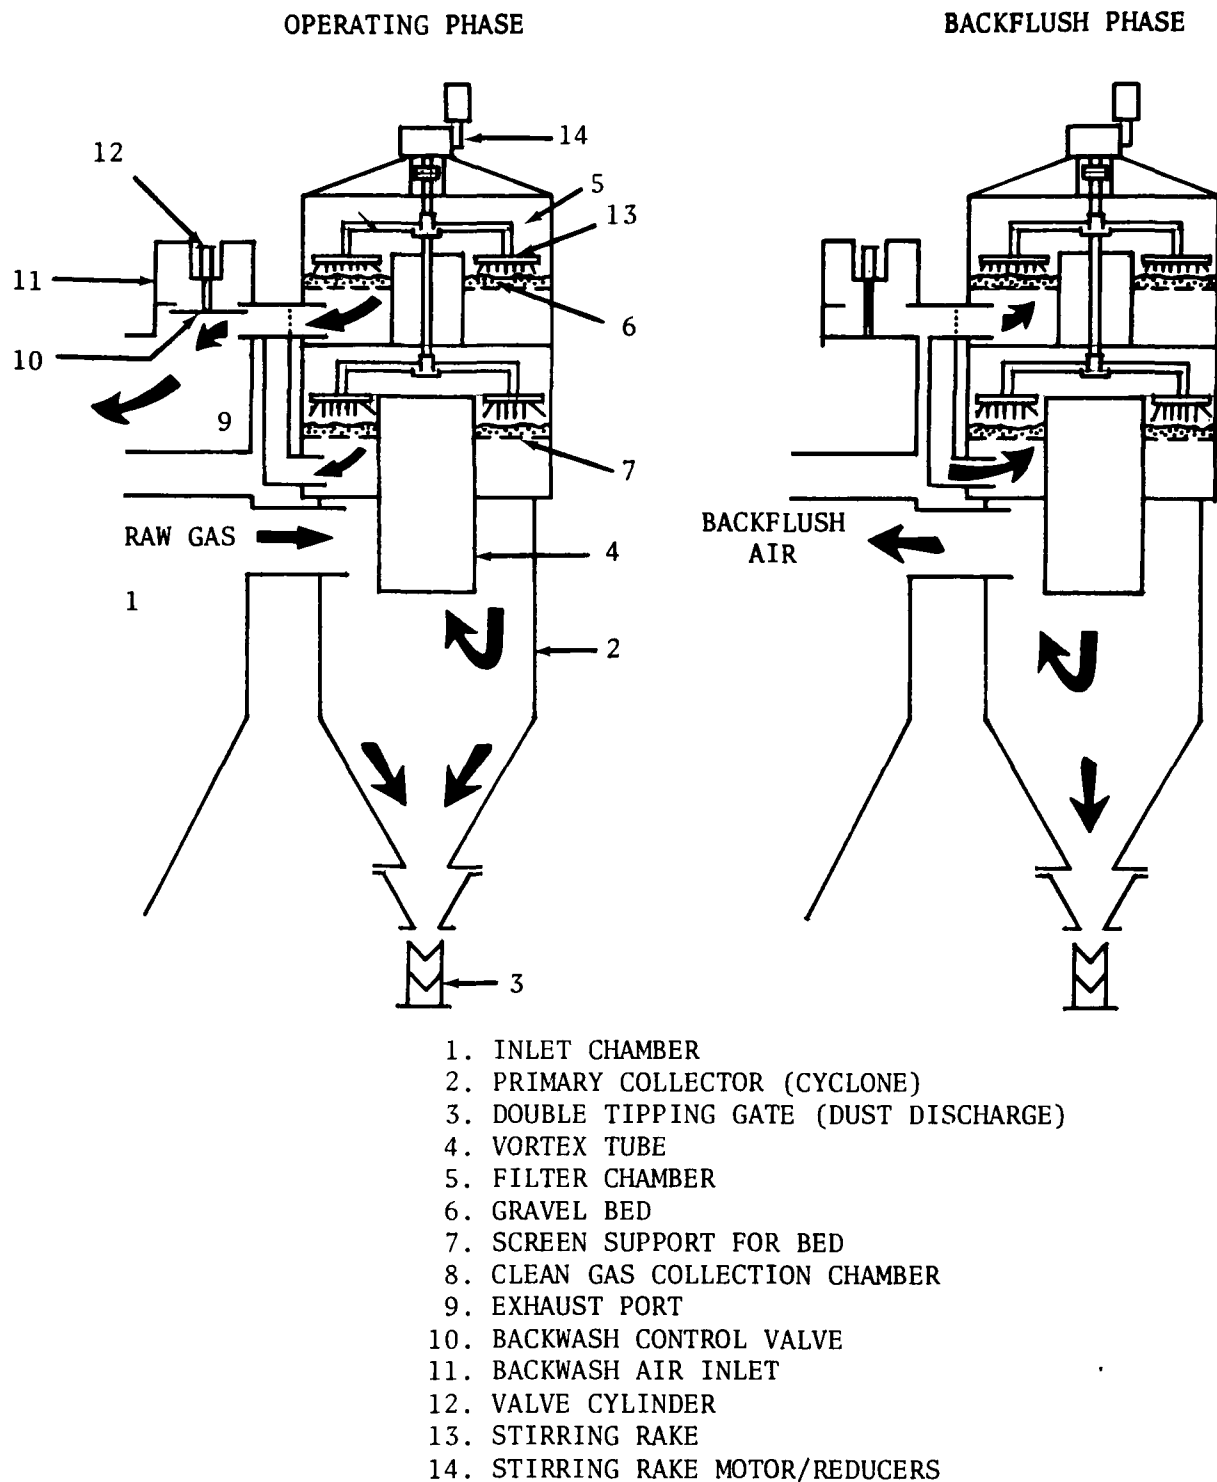 OPERATING PHASE
BACKFLUSH PHASE
12
14
5
13
11
6
10
9
7
RAW GAS
4
BACKFLUSH
AIR
1
2
3
1. INLET CHAMBER
2. PRIMARY COLLECTOR (CYCLONE)
3. DOUBLE TIPPING GATE (DUST DISCHARGE)
4. VORTEX TUBE
5. FILTER CHAMBER
6. GRAVEL BED
7. SCREEN SUPPORT FOR BED
8. CLEAN GAS COLLECTION CHAMBER
9. EXHAUST PORT
10. BACKWASH CONTROL VALVE
11. BACKWASH AIR INLET
12. VALVE CYLINDER
13. STIRRING RAKE
14. STIRRING RAKE MOTOR/REDUCERS